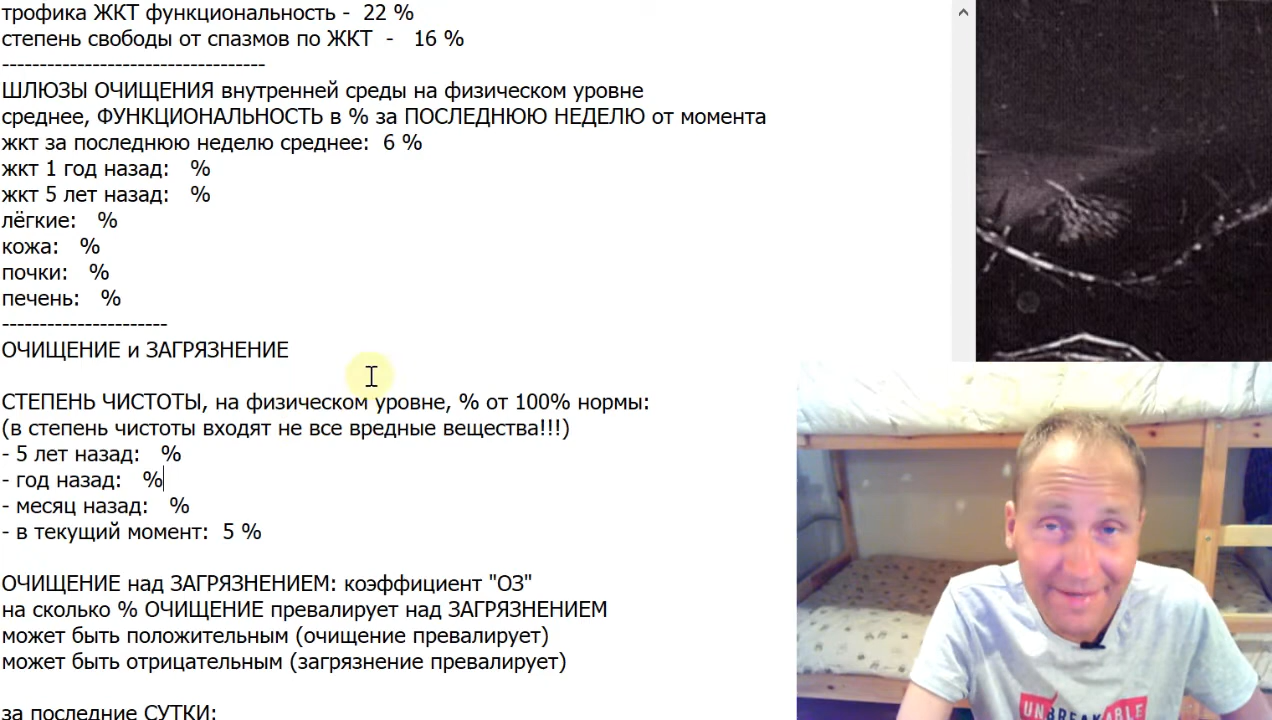 трофика ЖКТ функциональность -  22 %
степень свободы от спазмов по ЖКТ  -   16 %
-----------------------------------
ШЛЮЗЫ ОЧИЩЕНИЯ внутренней среды на физическом уровне
среднее, ФУНКЦИОНАЛЬНОСТЬ в % за ПОСЛЕДНЮЮ НЕДЕЛЮ от момента
жкт за последнюю неделю среднее:  6 %
жкт 1 год назад:   %
жкт 5 лет назад:   %
лёгкие:   %
кожа:   %
почки:   %
печень:   %
----------------------
ОЧИЩЕНИЕ и ЗАГРЯЗНЕНИЕ
СТЕПЕНЬ ЧИСТОТЫ, на физическом уровне, % от 100% нормы:
(в степень чистоты входят не все вредные вещества!!!)
- 5 лет назад:   %
- год назад:   %
- месяц назад:   %
- в текущий момент:  5 %
ОЧИЩЕНИЕ над ЗАГРЯЗНЕНИЕМ: коэффициент "ОЗ"
на сколько % ОЧИЩЕНИЕ превалирует над ЗАГРЯЗНЕНИЕМ
может быть положительным (очищение превалирует)
может быть отрицательным (загрязнение превалирует)
за последние СУТКИ:
UNBREAKABLE